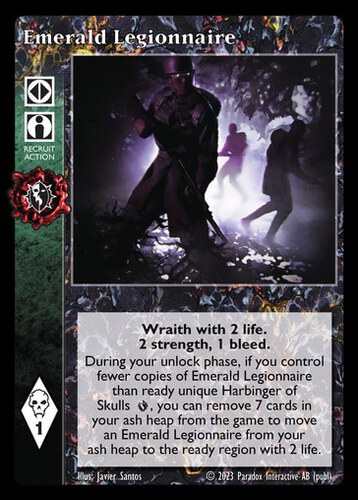 Emerald Legionnaire
RECRUIT
ACTION
Wraith with 2 life.
2 strength, 1 bleed.
During your unlock phase, if you control
fewer copies of Emerald Legionnaire
than ready unique Harbinger of
Skulls , you can remove 7 cards in
your ash heap from the game to move
an Emerald Legionnaire from your
ash heap to the ready region with 2 life.
1
Illus: Javier Santos © 2023 Paradox Interactive AB (publ)